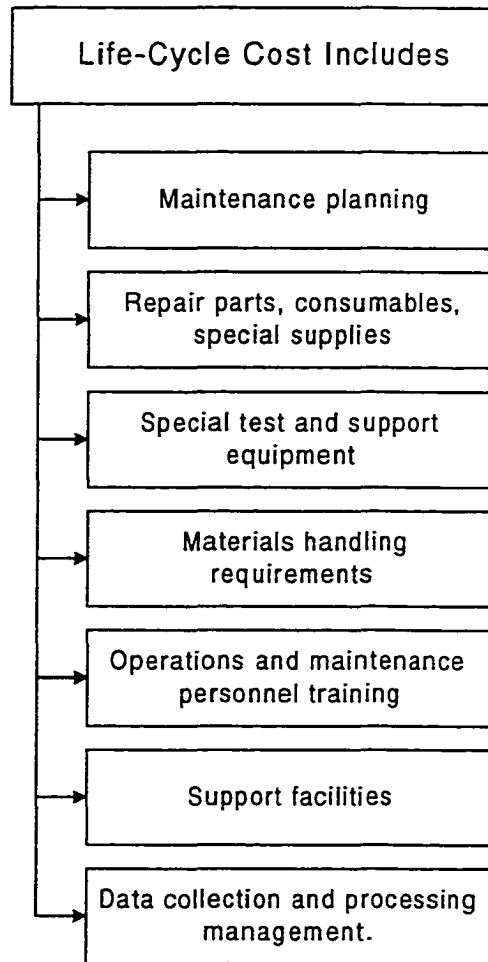 Life-Cycle Cost Includes
Maintenance planning
Repair parts, consumables,
special supplies
Special test and support
equipment
Materials handling
requirements
Operations and maintenance
personnel training
Support facilities
Data collection and processing
management.